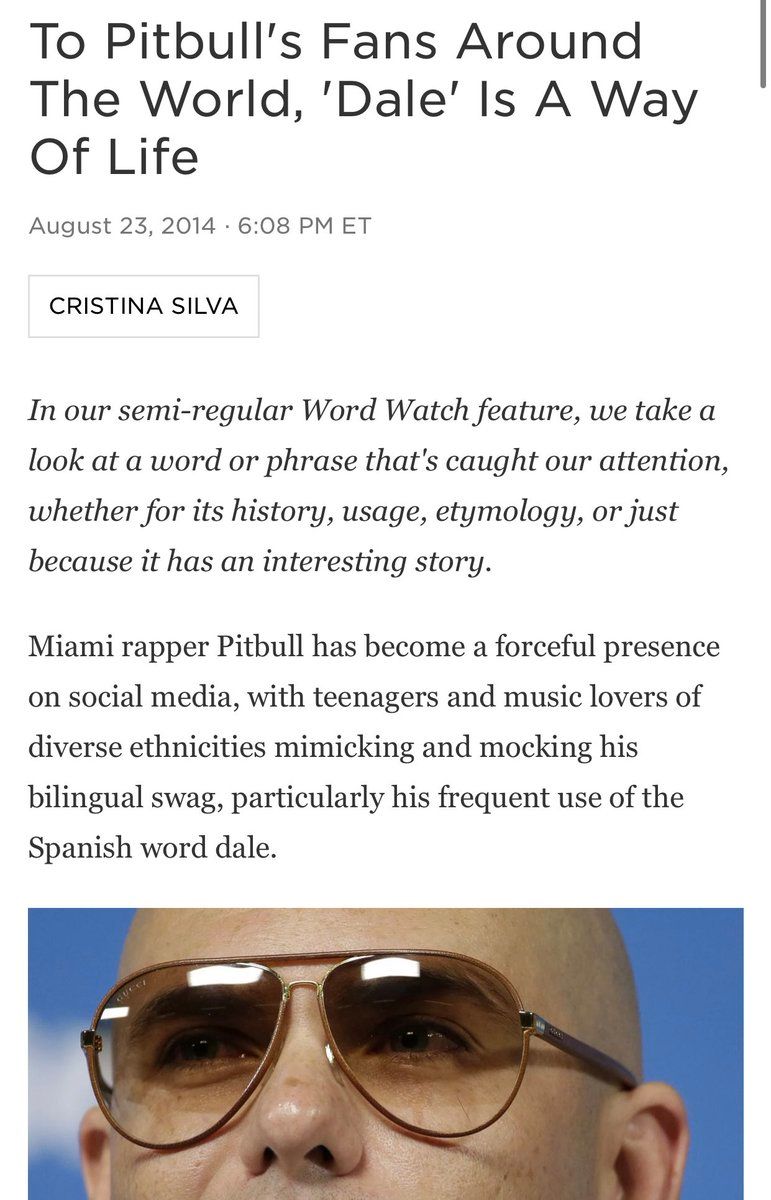 To Pitbull's Fans Around
The World, 'Dale' Is A Way
Of Life
August 23, 2014 · 6:08 PM ET
CRISTINA SILVA
In our semi-regular Word Watch feature, we take a
look at a word or phrase that's caught our attention,
whether for its history, usage, etymology, or just
because it has an interesting story.
Miami rapper Pitbull has become a forceful presence
on social media, with teenagers and music lovers of
diverse ethnicities mimicking and mocking his
bilingual swag, particularly his frequent use of the
Spanish word dale.
GUCCI
GUCCI